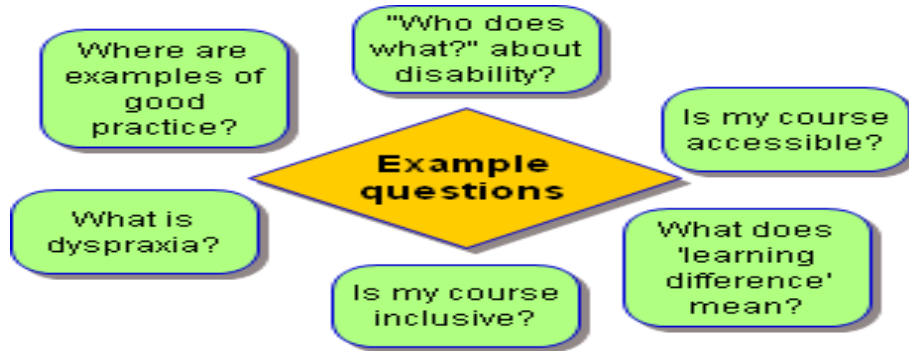 "Who does
what?" about
disability?
Where are
examples of
good
practice?
Is my course
accessible?
Example
questions
What is
dyspraxia?
What does
'learning
difference'
mean?
Is my course
inclusive?